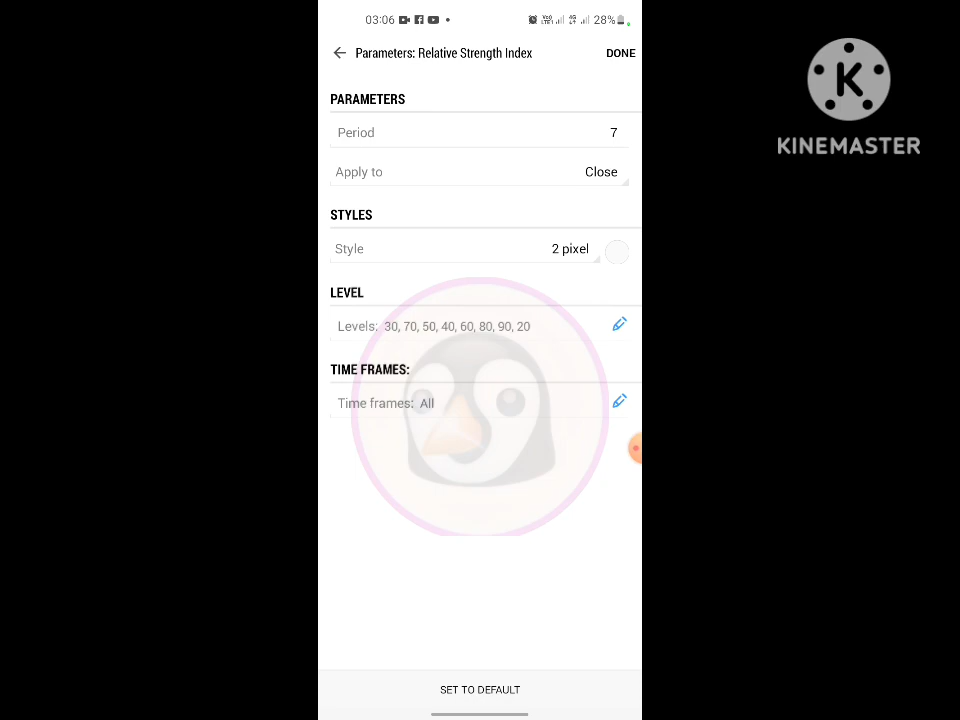 03:06 28%
Parameters: Relative Strength Index DONE
K
KINEMASTER
PARAMETERS
Period 7
Apply to Close
STYLES
Style 2 pixel
LEVEL
Levels: 30, 70, 50, 40, 60, 80, 90, 20
TIME FRAMES:
Time frames: All
SET TO DEFAULT